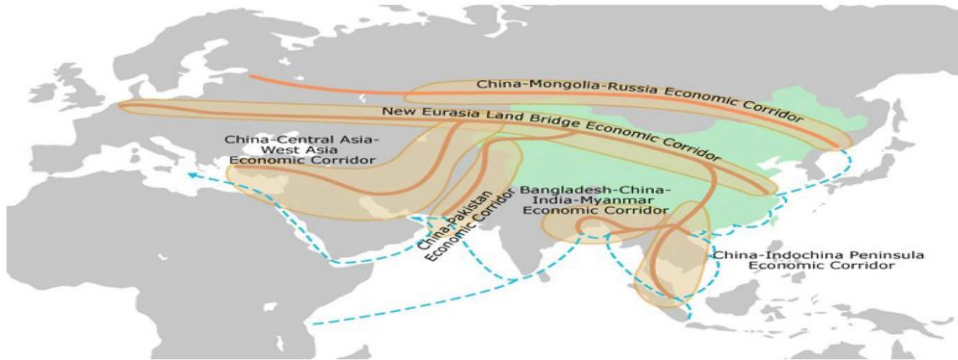 China-Mongolia-Russia Economic Corridor
New Eurasia Land Bridge Economic Corridor
China-Central Asia-
West Asia
Economic Corridor
China-Pakistan
Economic Corridor
Bangladesh-China-
India-Myanmar
Economic Corridor
China-Indochina Peninsula
Economic Corridor